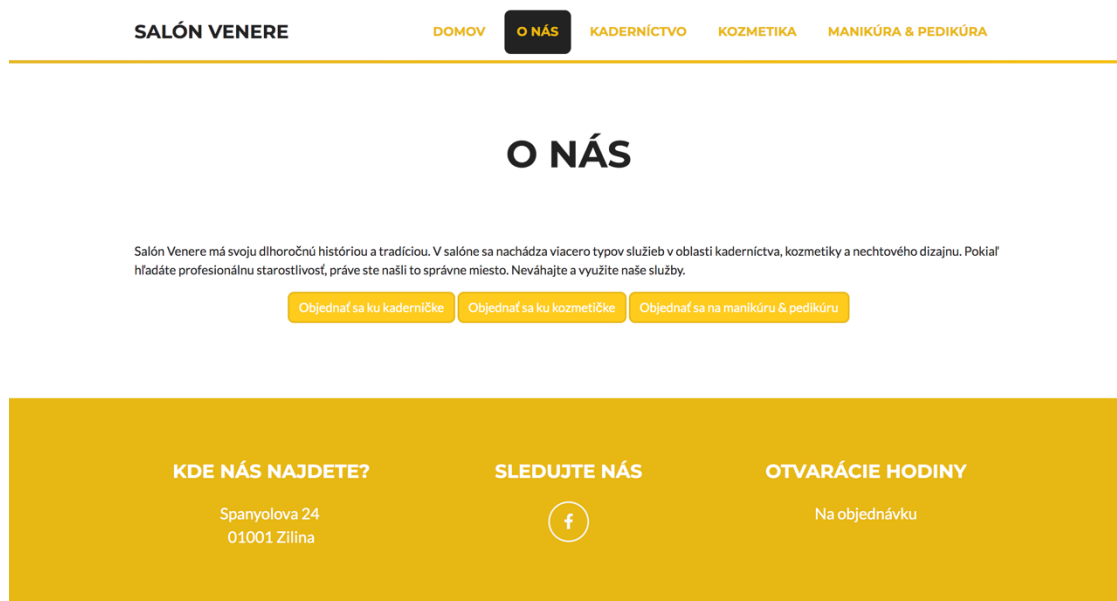 SALÓN VENERE
DOMOV
O NÁS
KADERNÍCTVO
KOZMETIKA
MANIKÚRA & PEDIKÚRA
O NÁS
Salón Venere má svoju dlhoročnú históriou a tradíciou. V salóne sa nachádza viacero typov služieb v oblasti kaderníctva, kozmetiky a nechtového dizajnu. Pokiaľ
hľadáte profesionálnu starostlivosť, práve ste našli to správne miesto. Neváhajte a využite naše služby.
Objednať sa ku kaderničke
Objednať sa ku kozmetičke
Objednať sa na manikúru & pedikúru
KDE NÁS NAJDETE?
Spanyolova 24
01001 Zilina
SLEDUJTE NÁS
OTVARÁCIE HODINY
Na objednávku